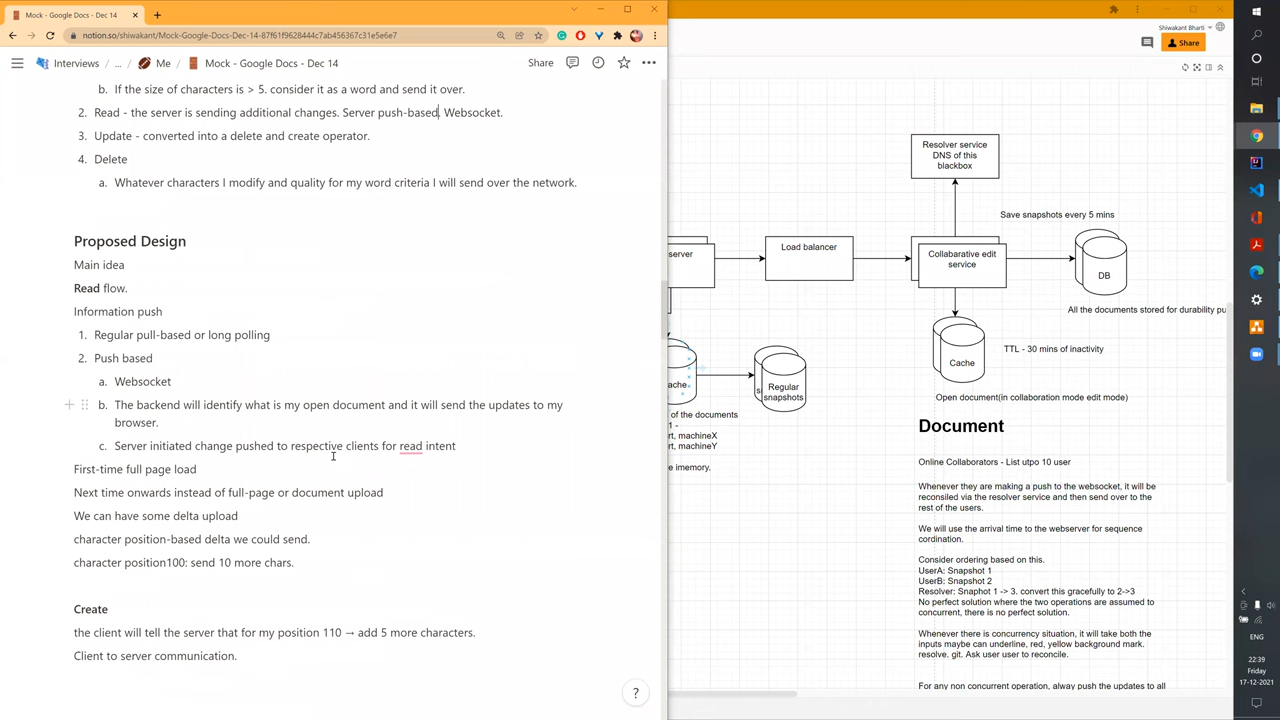 Mock - Google Docs - Dec 14
notion.so/shiwakant/Mock-Google-Docs-Dec-14-87f61f9628444c7ab456367c31e5e6e7
Interviews / ... / Me / Mock - Google Docs - Dec 14
Share
b. If the size of characters is > 5. consider it as a word and send it over.
2. Read - the server is sending additional changes. Server push-based. Websocket.
3. Update - converted into a delete and create operator.
4. Delete
a. Whatever characters I modify and quality for my word criteria I will send over the network.
Proposed Design
Main idea
Read flow.
Information push
1. Regular pull-based or long polling
2. Push based
a. Websocket
b. The backend will identify what is my open document and it will send the updates to my
browser.
c. Server initiated change pushed to respective clients for read intent
First-time full page load
Next time onwards instead of full-page or document upload
We can have some delta upload
character position-based delta we could send.
character position100: send 10 more chars.
Create
the client will tell the server that for my position 110 → add 5 more characters.
Client to server communication.
?
Shiwakant Bharti
Share
Resolver service
DNS of this
blackbox
Save snapshots every 5 mins
server
Load balancer
Collabarative edit
service
DB
All the documents stored for durability pu
Cache
TTL - 30 mins of inactivity
Open document(in collaboration mode edit mode)
ache
Regular
snapshots
of the documents
1 -
rt, machineX
rt, machineY
e imemory.
Document
Online Collaborators - List utpo 10 user
Whenever they are making a push to the websocket, it will be
reconsiled via the resolver service and then send over to the
rest of the users.
We will use the arrival time to the webserver for sequence
cordination.
Consider ordering based on this.
UserA: Snapshot 1
UserB: Snapshot 2
Resolver: Snaphot 1 -> 3. convert this gracefully to 2->3
No perfect solution where the two operations are assumed to
concurrent, there is no perfect solution.
Whenever there is concurrency situation, it will take both the
inputs maybe can underline, red, yellow background mark.
resolve. git. Ask user user to reconcile.
For any non concurrent operation, alway push the updates to all
ENG
22:39
Friday
17-12-2021